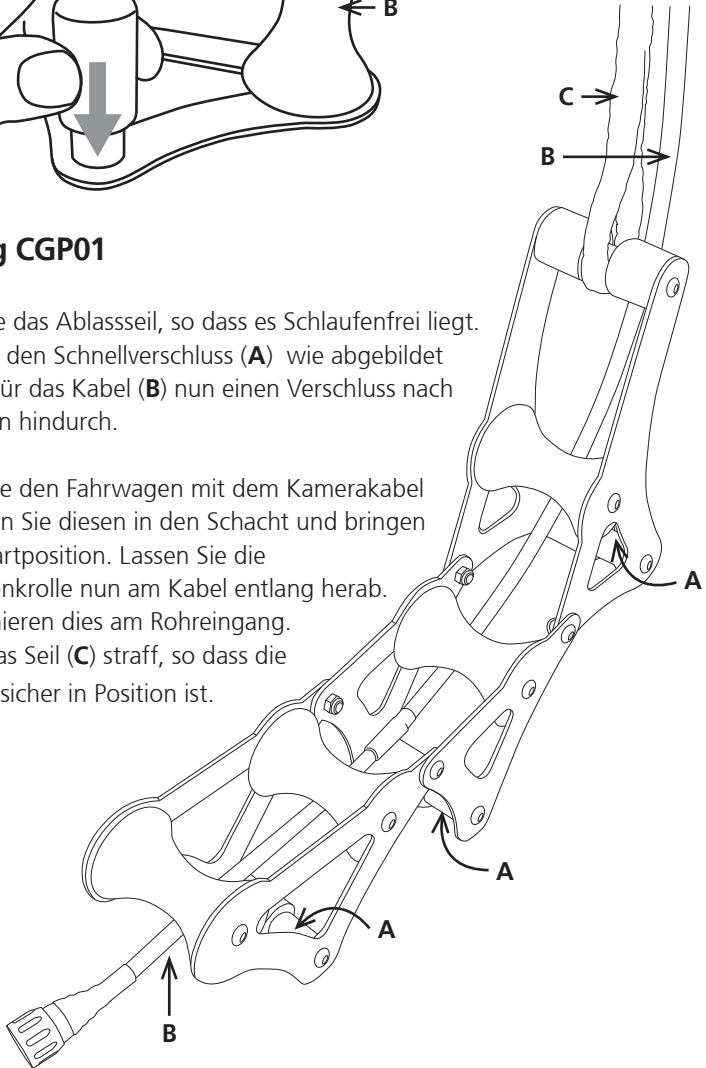 B
C
B
g CGP01
e das Ablassseil, so dass es Schlaufenfrei liegt.
den Schnellverschluss (A) wie abgebildet
ür das Kabel (B) nun einen Verschluss nach
n hindurch.
e den Fahrwagen mit dem Kamerakabel
n Sie diesen in den Schacht und bringen
artposition. Lassen Sie die
nkrolle nun am Kabel entlang herab.
ieren dies am Rohreingang.
as Seil (C) straff, so dass die
sicher in Position ist.
A
A
A
B